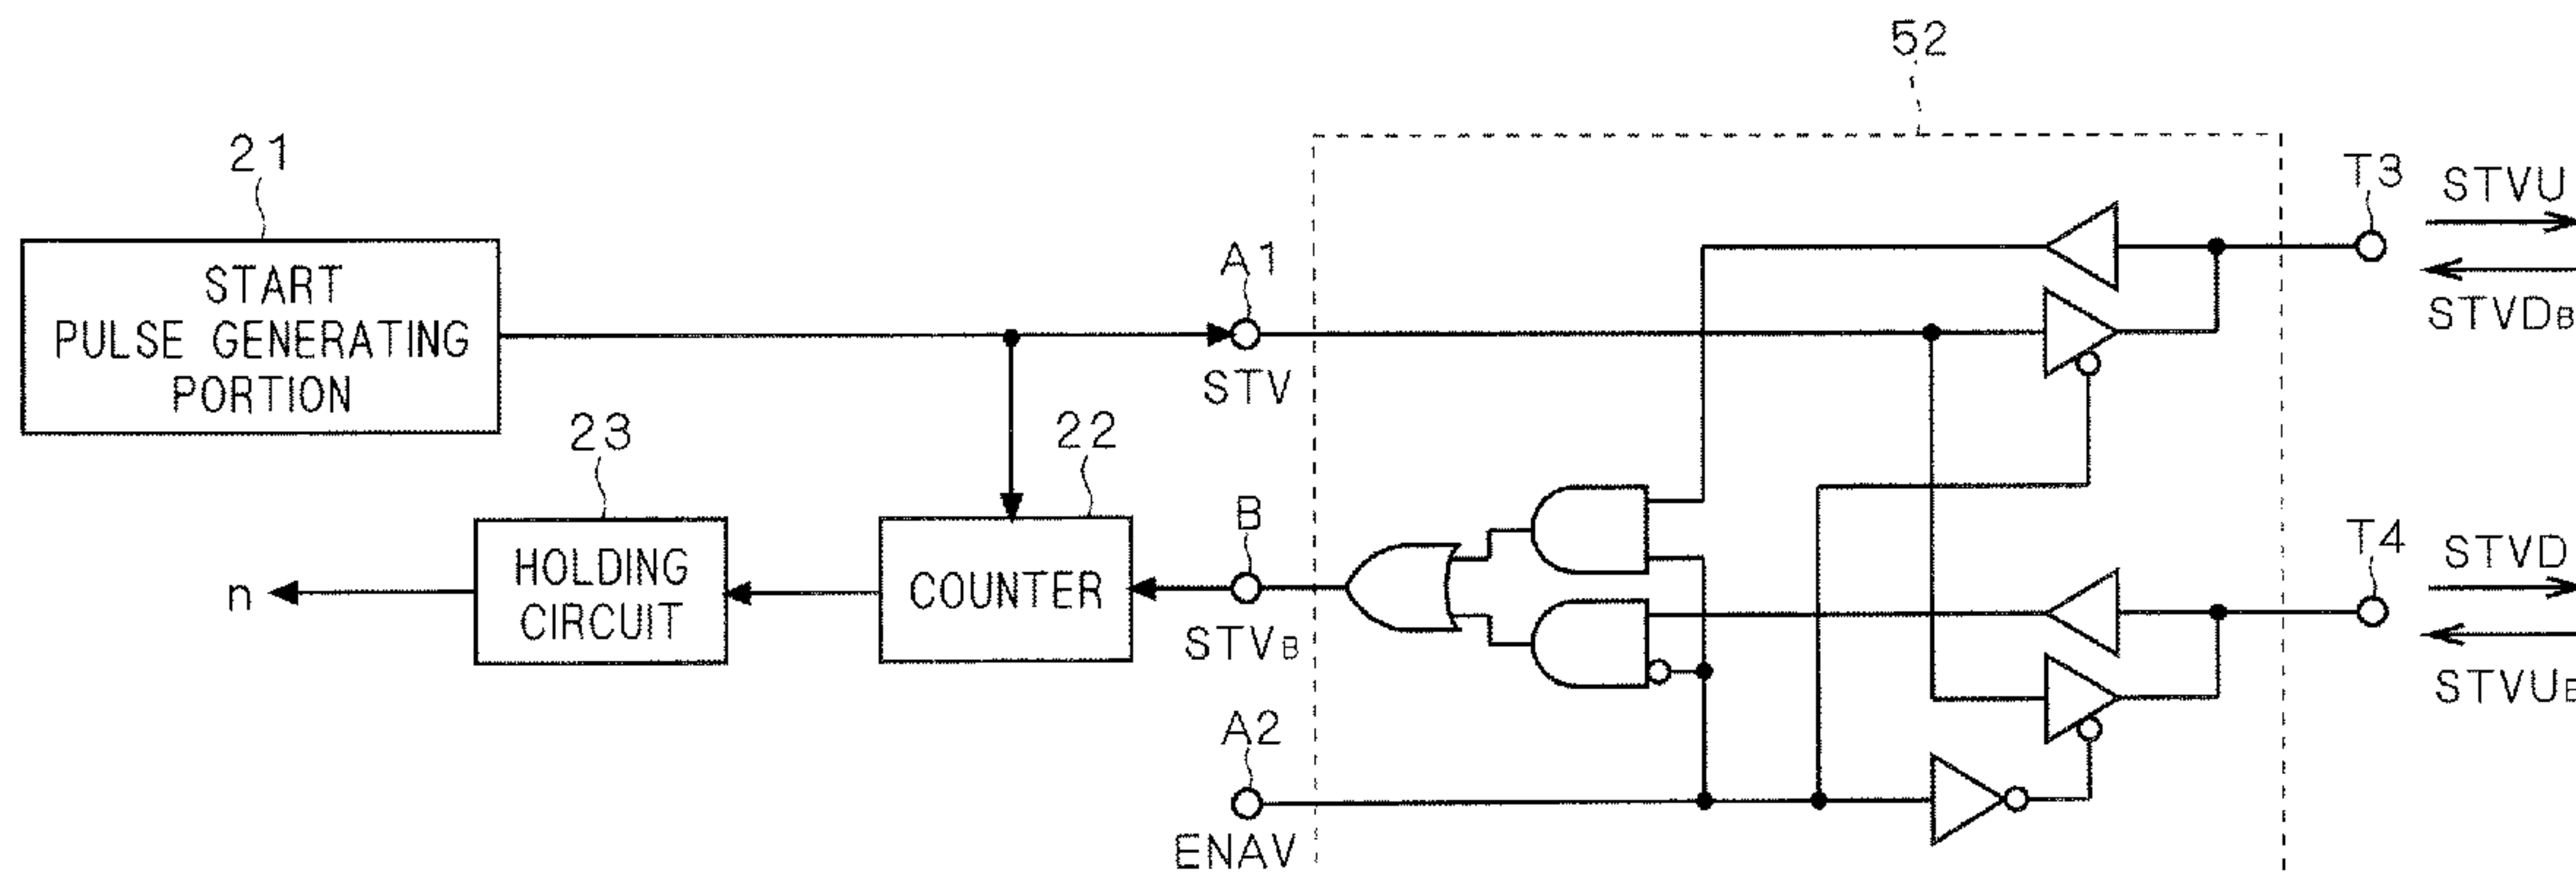 52
21
T3
STVU
START
PULSE GENERATING
PORTION
A1
STVDB
STV
23
22
B
T4
STVD
HOLDING
CIRCUIT
COUNTER
n
STVB
STVU
A2
ENAV